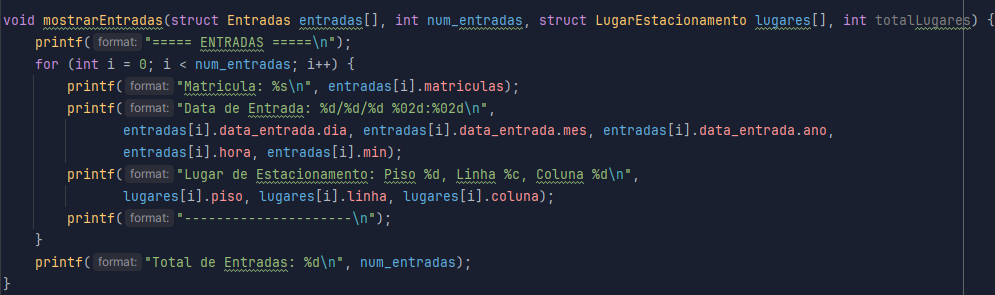 void mostrarEntradas(struct Entradas entradas[], int num_entradas, struct LugarEstacionamento lugares[], int totalLugares) {
    printf( format: "===== ENTRADAS =====\n");
    for (int i = 0; i < num_entradas; i++) {
        printf( format: "Matricula: %s\n", entradas[i].matriculas);
        printf( format: "Data de Entrada: %d/%d/%d %02d:%02d\n",
               entradas[i].data_entrada.dia, entradas[i].data_entrada.mes, entradas[i].data_entrada.ano,
               entradas[i].hora, entradas[i].min);
        printf( format: "Lugar de Estacionamento: Piso %d, Linha %c, Coluna %d\n",
               lugares[i].piso, lugares[i].linha, lugares[i].coluna);
        printf( format: "---------------------\n");
    }
    printf( format: "Total de Entradas: %d\n", num_entradas);
}